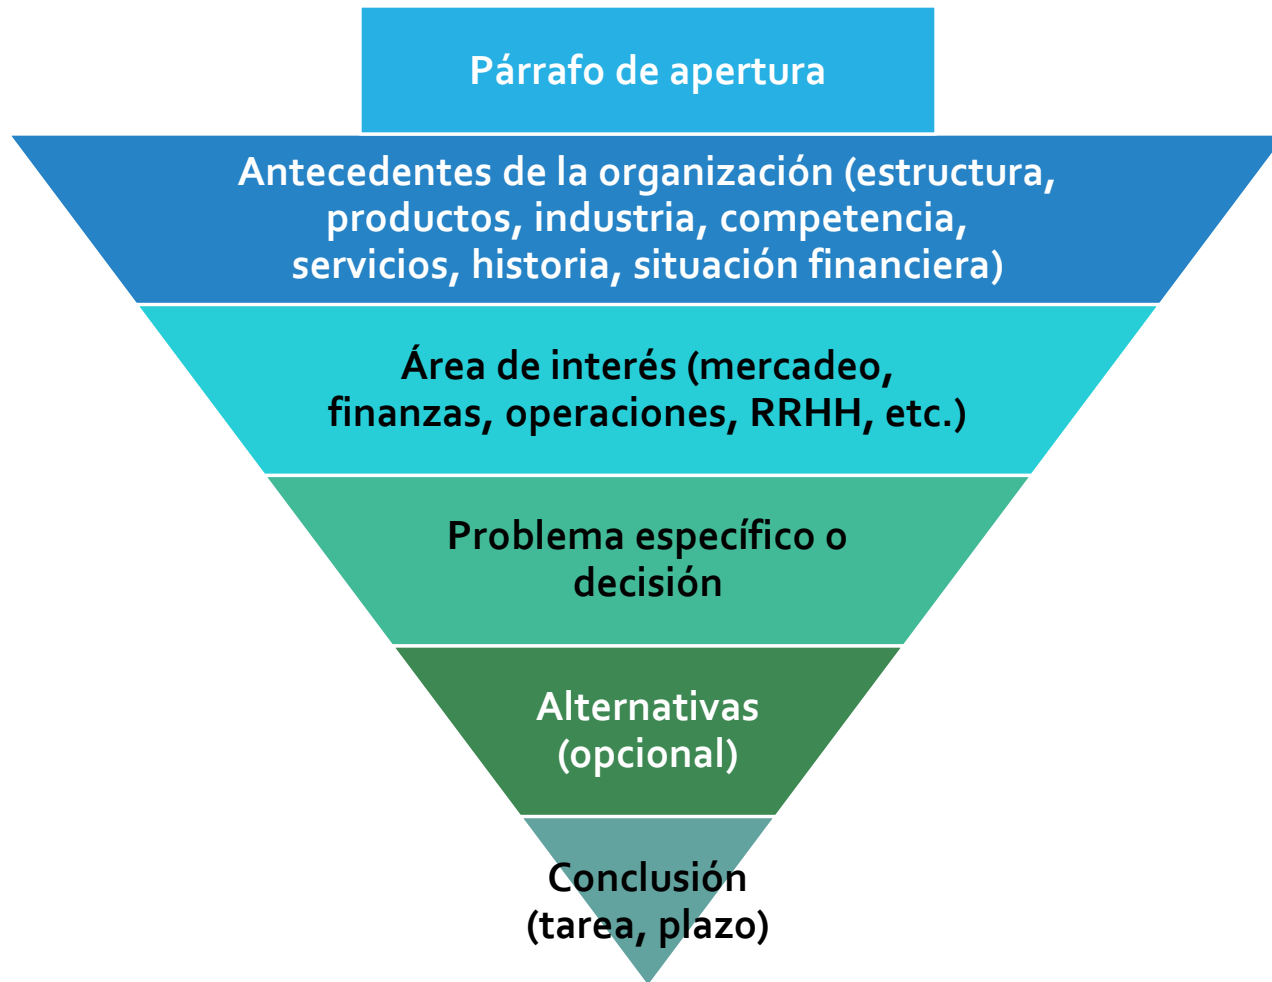 Párrafo de apertura
Antecedentes de la organización (estructura,
productos, industria, competencia,
servicios, historia, situación financiera)
Área de interés (mercadeo,
finanzas, operaciones, RRHH, etc.)
Problema específico o
decisión
Alternativas
(opcional)
Conclusión
(tarea, plazo)